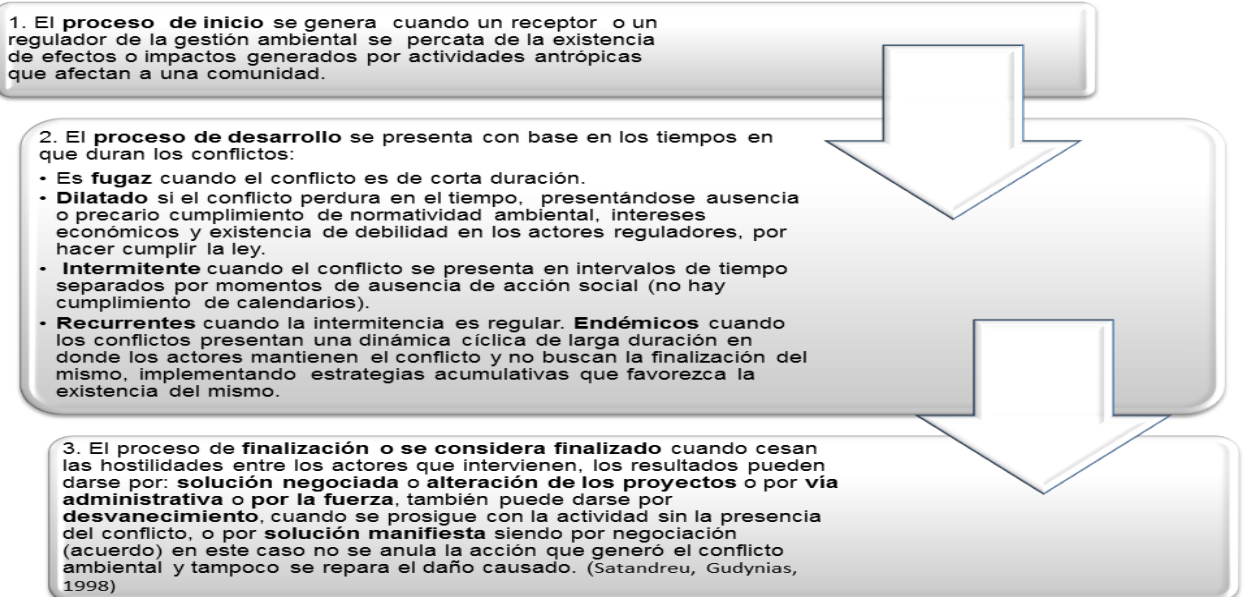 1. El proceso de inicio se genera cuando un receptor o un
regulador de la gestión ambiental se percata de la existencia
de efectos o impactos generados por actividades antrópicas
que afectan a una comunidad.
2. El proceso de desarrollo se presenta con base en los tiempos en
que duran los conflictos:
• Es fugaz cuando el conflicto es de corta duración.
• Dilatado si el conflicto perdura en el tiempo, presentándose ausencia
o precario cumplimiento de normatividad ambiental, intereses
económicos y existencia de debilidad en los actores reguladores, por
hacer cumplir la ley.
• Intermitente cuando el conflicto se presenta en intervalos de tiempo
separados por momentos de ausencia de acción social (no hay
cumplimiento de calendarios).
• Recurrentes cuando la intermitencia es regular. Endémicos cuando
los conflictos presentan una dinámica cíclica de larga duración en
donde los actores mantienen el conflicto y no buscan la finalización del
mismo, implementando estrategias acumulativas que favorezca la
existencia del mismo.
3. El proceso de finalización o se considera finalizado cuando cesan
las hostilidades entre los actores que intervienen, los resultados pueden
darse por: solución negociada o alteración de los proyectos o por vía
administrativa o por la fuerza, también puede darse por
desvanecimiento, cuando se prosigue con la actividad sin la presencia
del conflicto, o por solución manifiesta siendo por negociación
(acuerdo) en este caso no se anula la acción que generó el conflicto
ambiental y tampoco se repara el daño causado. (Satandreu, Gudynias,
1998)